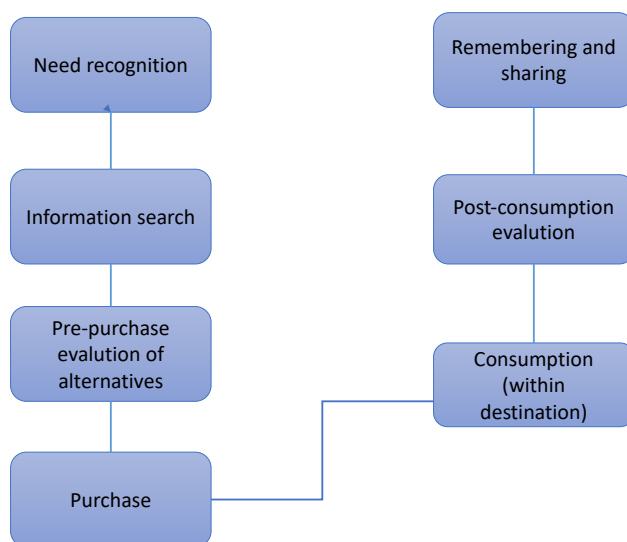 Need recognition
Information search
Pre-purchase
evalution of
alternatives
Purchase
Remembering and
sharing
Post-consumption
evalution
Consumption
(within
destination)